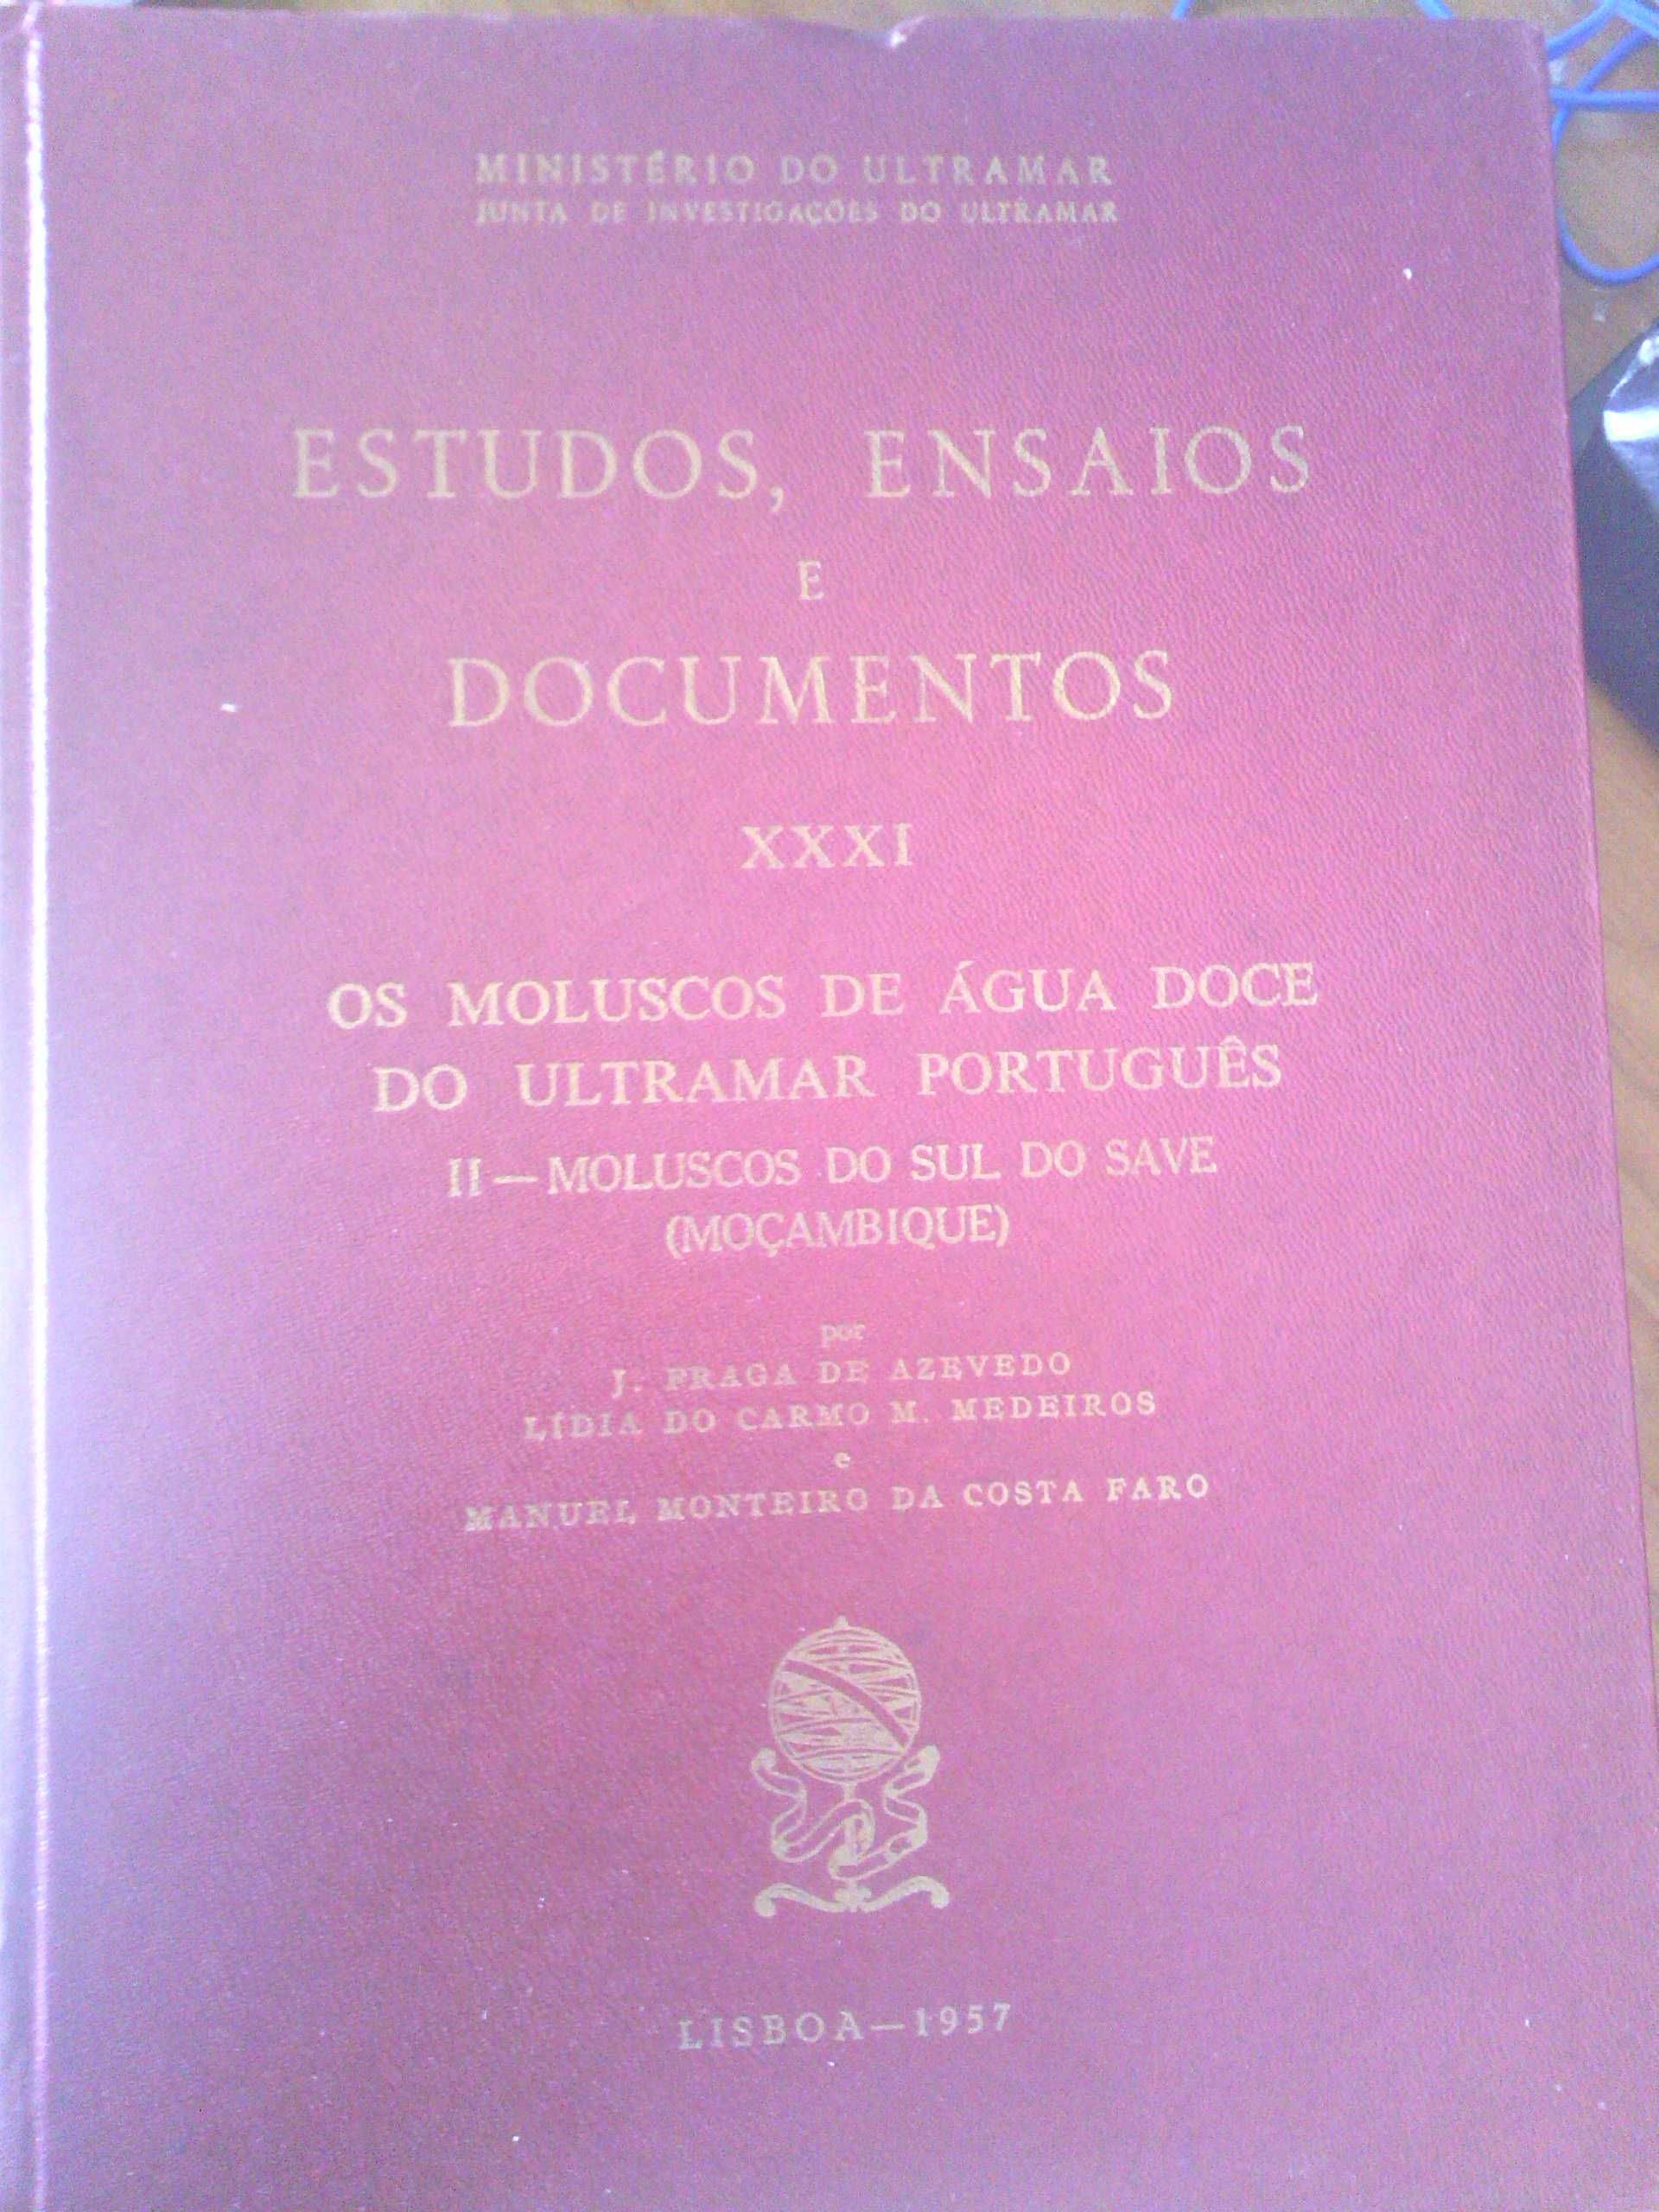 MINISTÉRIO DO ULTRAMAR
JUNTA DE INVESTIGAÇÕES DO ULTRAMAR
ESTUDOS, ENSAIOS
E
DOCUMENTOS
XXXI
OS MOLUSCOS DE ÁGUA DOCE
DO ULTRAMAR PORTUGUÊS
II — MOLUSCOS DO SUL DO SAVE
(MOÇAMBIQUE)
por
J. FRAGA DE AZEVEDO
LÍDIA DO CARMO M. MEDEIROS
e
MANUEL MONTEIRO DA COSTA FARO
LISBOA — 1957